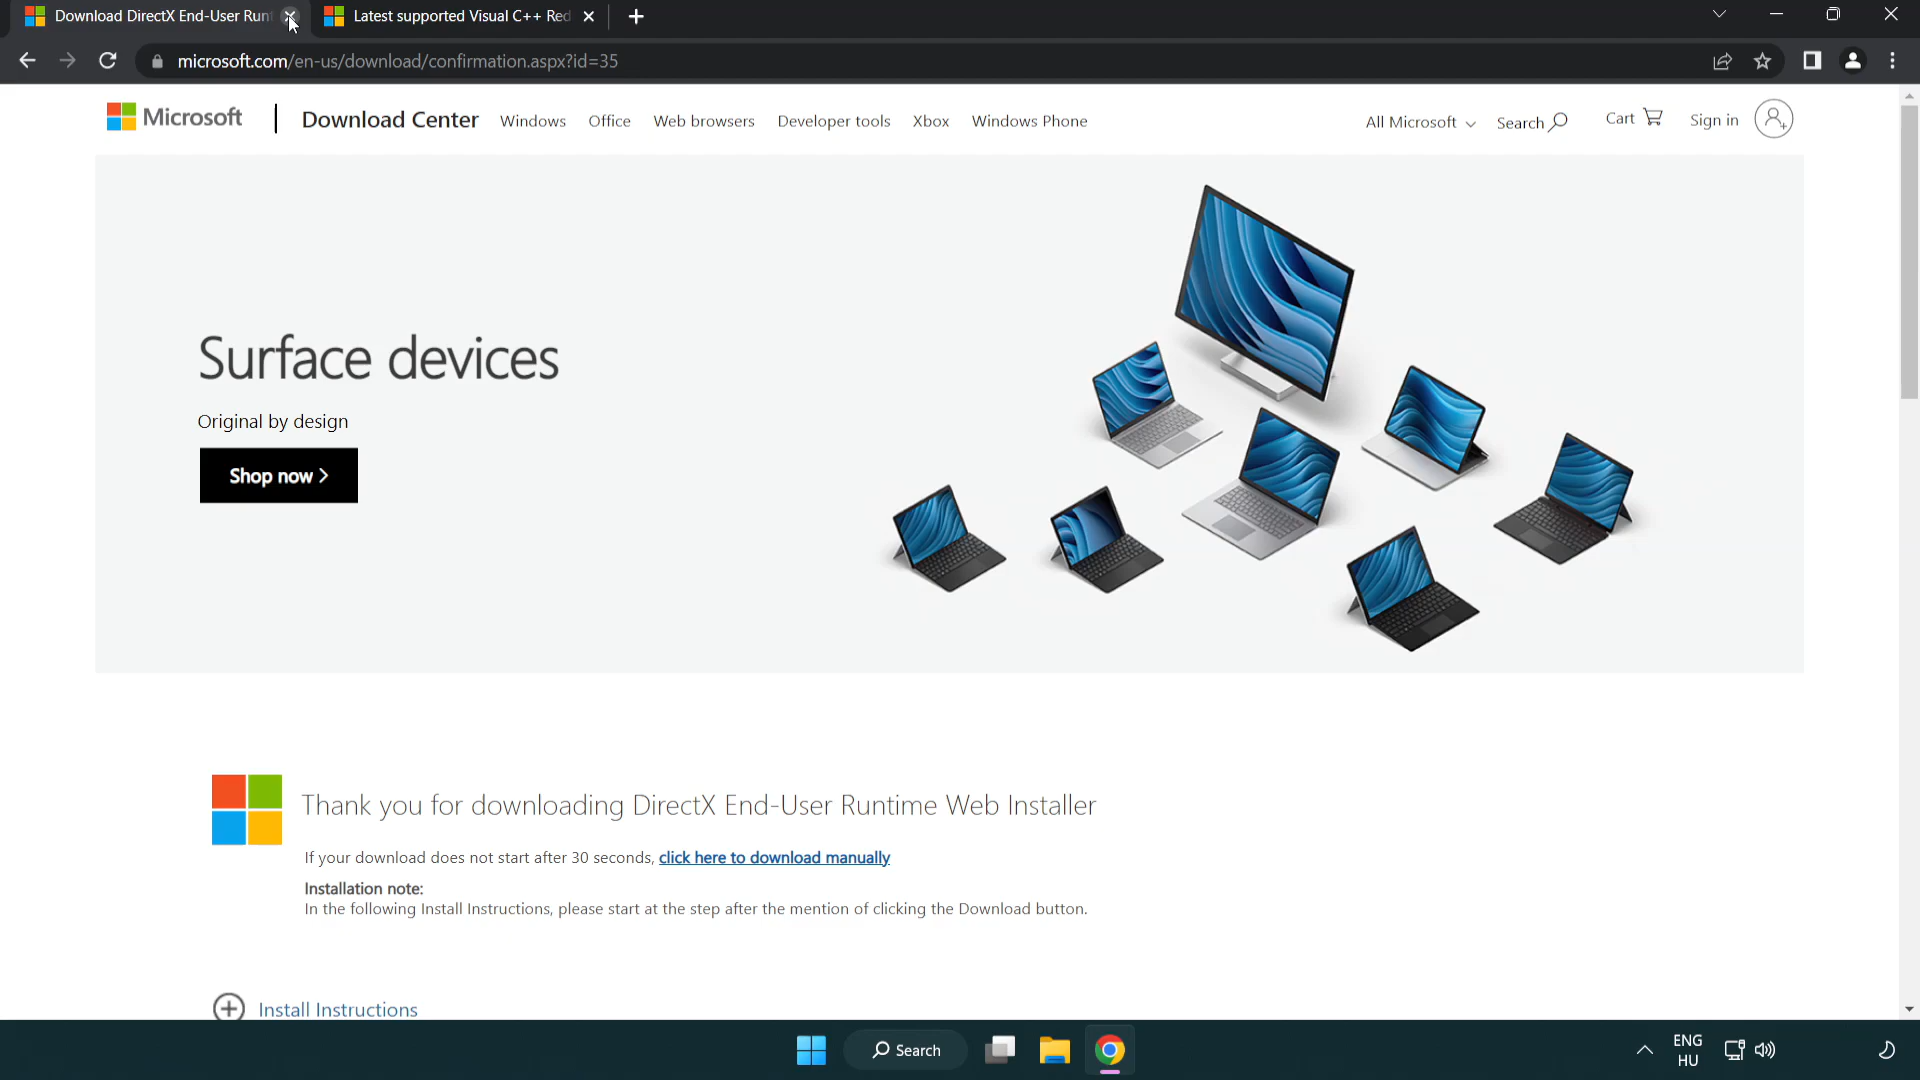 Download DirectX End-User Runt
Latest supported Visual C++ Red
microsoft.com/en-us/download/confirmation.aspx?id=35
Microsoft
Download Center
Windows
Office
Web browsers
Developer tools
Xbox
Windows Phone
All Microsoft
Search
Cart
Sign in
Surface devices
Original by design
Shop now
Thank you for downloading DirectX End-User Runtime Web Installer
If your download does not start after 30 seconds, click here to download manually
Installation note:
In the following Install Instructions, please start at the step after the mention of clicking the Download button.
Install Instructions
Search
ENG
HU